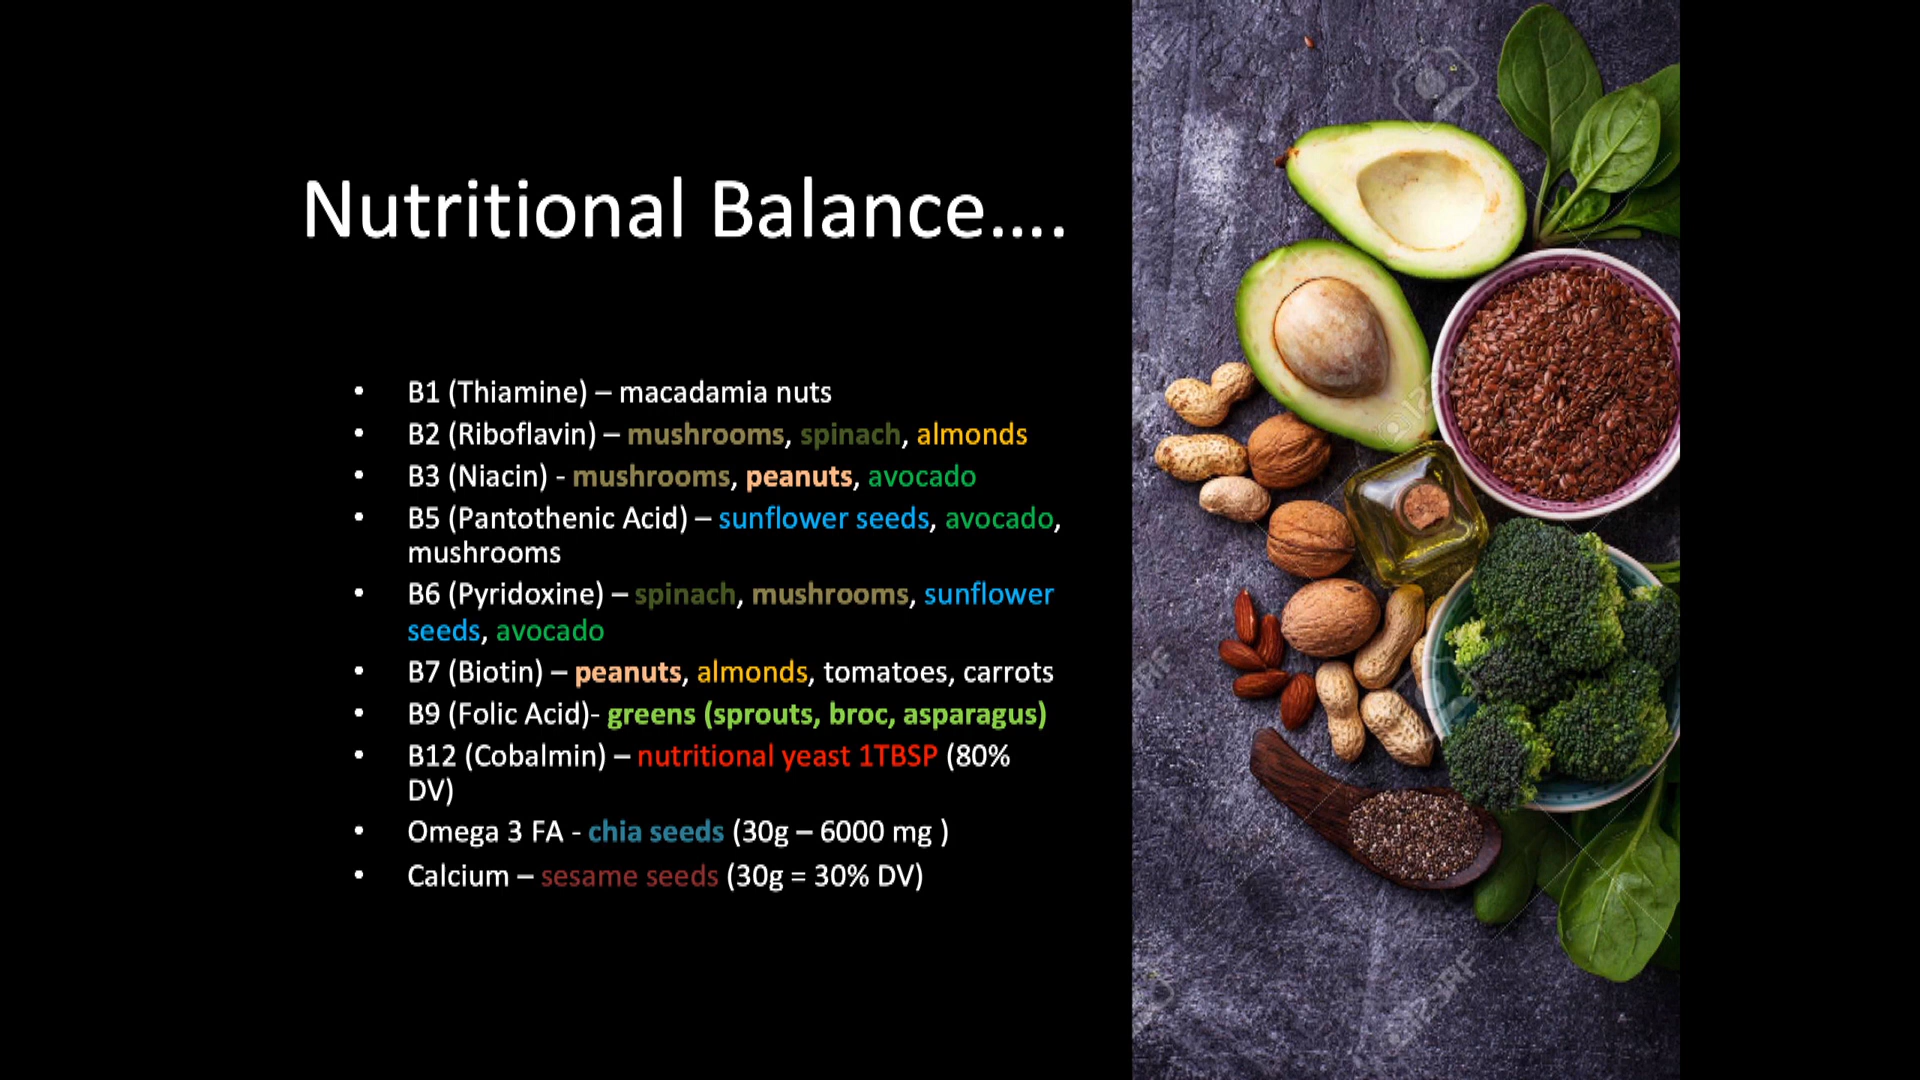 Nutritional Balance....
• B1 (Thiamine) – macadamia nuts
• B2 (Riboflavin) – mushrooms, spinach, almonds
• B3 (Niacin) - mushrooms, peanuts, avocado
• B5 (Pantothenic Acid) – sunflower seeds, avocado,
mushrooms
• B6 (Pyridoxine) – spinach, mushrooms, sunflower
seeds, avocado
• B7 (Biotin) – peanuts, almonds, tomatoes, carrots
• B9 (Folic Acid)- greens (sprouts, broc, asparagus)
• B12 (Cobalmin) – nutritional yeast 1TBSP (80%
DV)
• Omega 3 FA - chia seeds (30g – 6000 mg )
• Calcium – sesame seeds (30g = 30% DV)